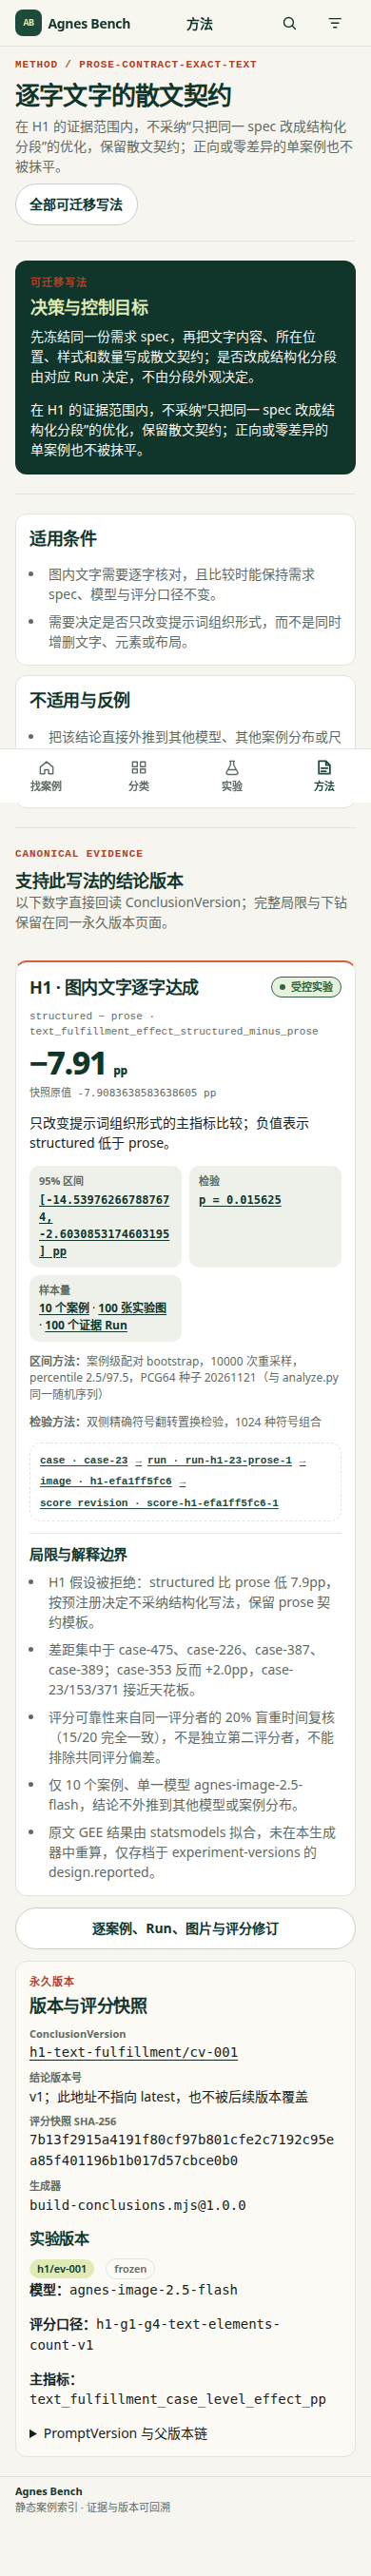 AB Agnes Bench 方法
METHOD / PROSE-CONTRACT-EXACT-TEXT
逐字文字的散文契约
在 H1 的证据范围内，不采纳“只把同一 spec 改成结构化
分段”的优化，保留散文契约；正向或零差异的单案例也不
被抹平。
全部可迁移写法
可迁移写法
决策与控制目标
先冻结同一份需求 spec，再把文字内容、所在位
置、样式和数量写成散文契约；是否改成结构化分段
由对应 Run 决定，不由分段外观决定。
在 H1 的证据范围内，不采纳“只把同一 spec 改成
结构化分段”的优化，保留散文契约；正向或零差异的
单案例也不被抹平。
适用条件
• 图内文字需要逐字核对，且比较时能保持需求
spec、模型与评分口径不变。
• 需要决定是否只改变提示词组织形式，而不是同时
增删文字、元素或布局。
不适用与反例
• 把该结论直接外推到其他模型、其他案例分布或尺
找案例 分类 实验 方法
CANONICAL EVIDENCE
支持此写法的结论版本
以下数字直接回读 ConclusionVersion；完整局限与下钻
保留在同一永久版本页面。
H1 · 图内文字逐字达成 受控实验
structured − prose ·
text_fulfillment_effect_structured_minus_prose
−7.91 pp
快照原值 -7.9083638583638605 pp
只改变提示词组织形式的主指标比较；负值表示
structured 低于 prose。
95% 区间
[-14.53976266788767
4,
-2.6030853174603195
] pp
检验
p = 0.015625
样本量
10 个案例 · 100 张实验图
· 100 个证据 Run
区间方法：案例级配对 bootstrap，10000 次重采样，
percentile 2.5/97.5，PCG64 种子 20261121（与 analyze.py
同一随机序列）
检验方法：双侧精确符号翻转置换检验，1024 种符号组合
case · case-23 → run · run-h1-23-prose-1 →
image · h1-efa1ff5fc6 →
score revision · score-h1-efa1ff5fc6-1
局限与解释边界
• H1 假设被拒绝：structured 比 prose 低 7.9pp，
按预注册决定不采纳结构化写法，保留 prose 契
约模板。
• 差距集中于 case-475、case-226、case-387、
case-389；case-353 反而 +2.0pp，case-
23/153/371 接近天花板。
• 评分可靠性来自同一评分者的 20% 盲重时间复核
（15/20 完全一致），不是独立第二评分者，不能
排除共同评分偏差。
• 仅 10 个案例、单一模型 agnes-image-2.5-
flash，结论不外推到其他模型或案例分布。
• 原文 GEE 结果由 statsmodels 拟合，未在本生成
器中重算，仅存档于 experiment-versions 的
design.reported。
逐案例、Run、图片与评分修订
永久版本
版本与评分快照
ConclusionVersion
h1-text-fulfillment/cv-001
结论版本号
v1；此地址不指向 latest，也不被后续版本覆盖
评分快照 SHA-256
7b13f2915a4191f80cf97b801cfe2c7192c95e
a85f401196b1b017d57cbce0b0
生成器
build-conclusions.mjs@1.0.0
实验版本
h1/ev-001 frozen
模型：agnes-image-2.5-flash
评分口径：h1-g1-g4-text-elements-
count-v1
主指标：
text_fulfillment_case_level_effect_pp
▶ PromptVersion 与父版本链
Agnes Bench
静态案例索引 · 证据与版本可回溯